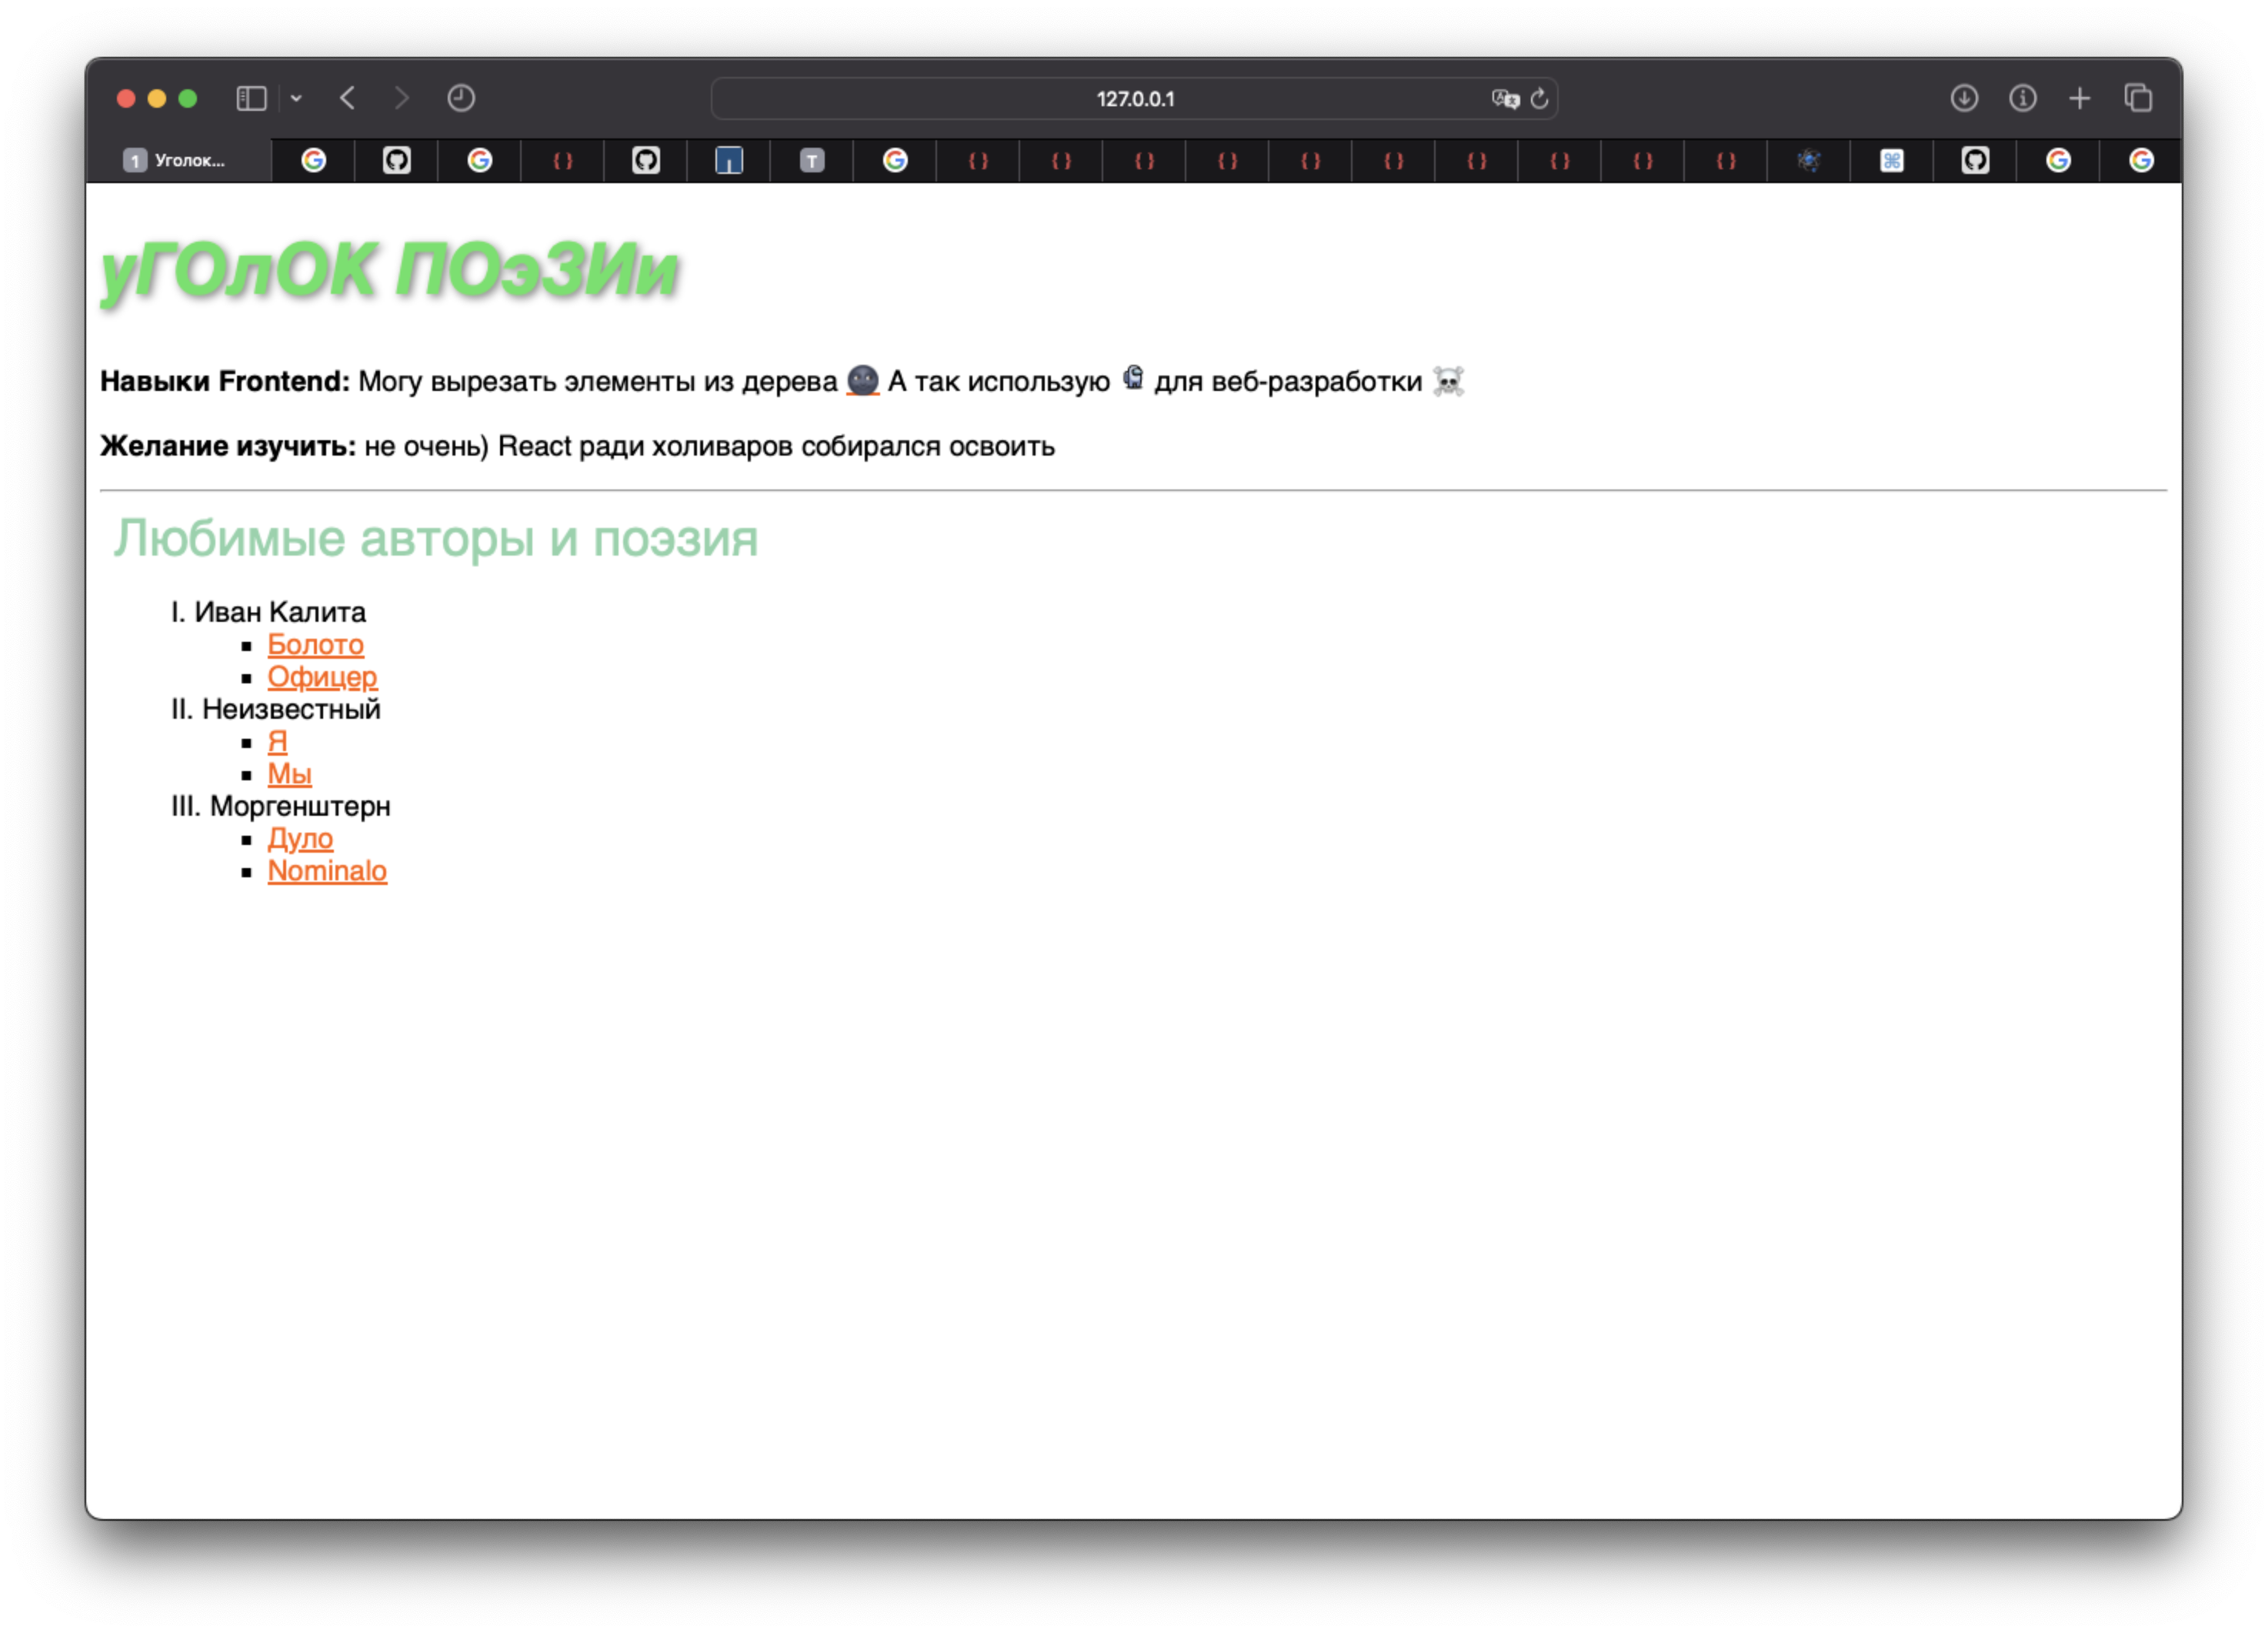 127.0.0.1
1 Уголок...
T
уГОлОК ПОэЗИи
Навыки Frontend: Могу вырезать элементы из дерева 🌚 А так использую для веб-разработки ☠️
Желание изучить: не очень) React ради холиваров собирался освоить
Любимые авторы и поэзия
I. Иван Калита
▪ Болото
▪ Офицер
II. Неизвестный
▪ Я
▪ Мы
III. Моргенштерн
▪ Дуло
▪ Nominalo